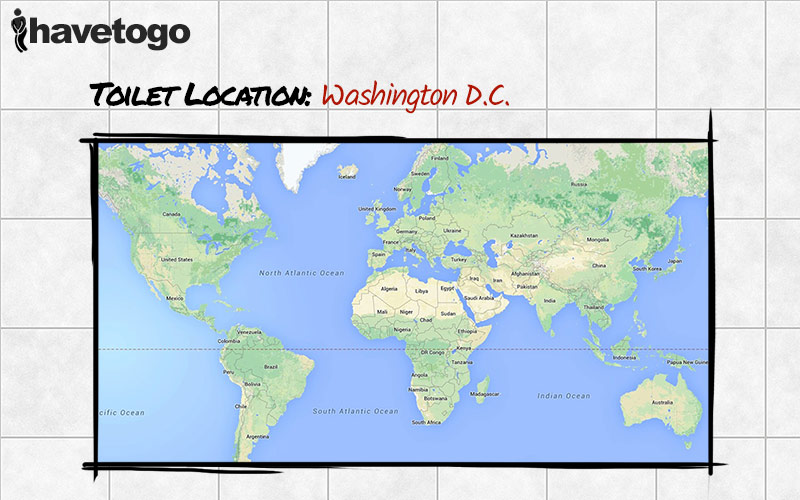 havetogo
Toilet Location: Washington D.C.
Finland
Iceland
Sweden
Russia
Norway
Canada
United Kingdom
Poland
Germany
Ukraine
Kazakhstan
Mongolia
France
Italy
Spain
Turkey
United States
North Atlantic Ocean
China
Japan
South Korea
Iraq
Iran
Afghanistan
Pakistan
Algeria
Libya
Egypt
Saudi Arabia
India
Mexico
Mali
Niger
Chad
Sudan
Thailand
Nigeria
Ethiopia
Venezuela
Colombia
Kenya
DR Congo
Indonesia
Papua New
Guinea
Tanzania
Peru
Brazil
Angola
Bolivia
Namibia
Botswana
Madagascar
Indian Ocean
Chile
cific Ocean
South Atlantic Ocean
Australia
South Africa
Argentina